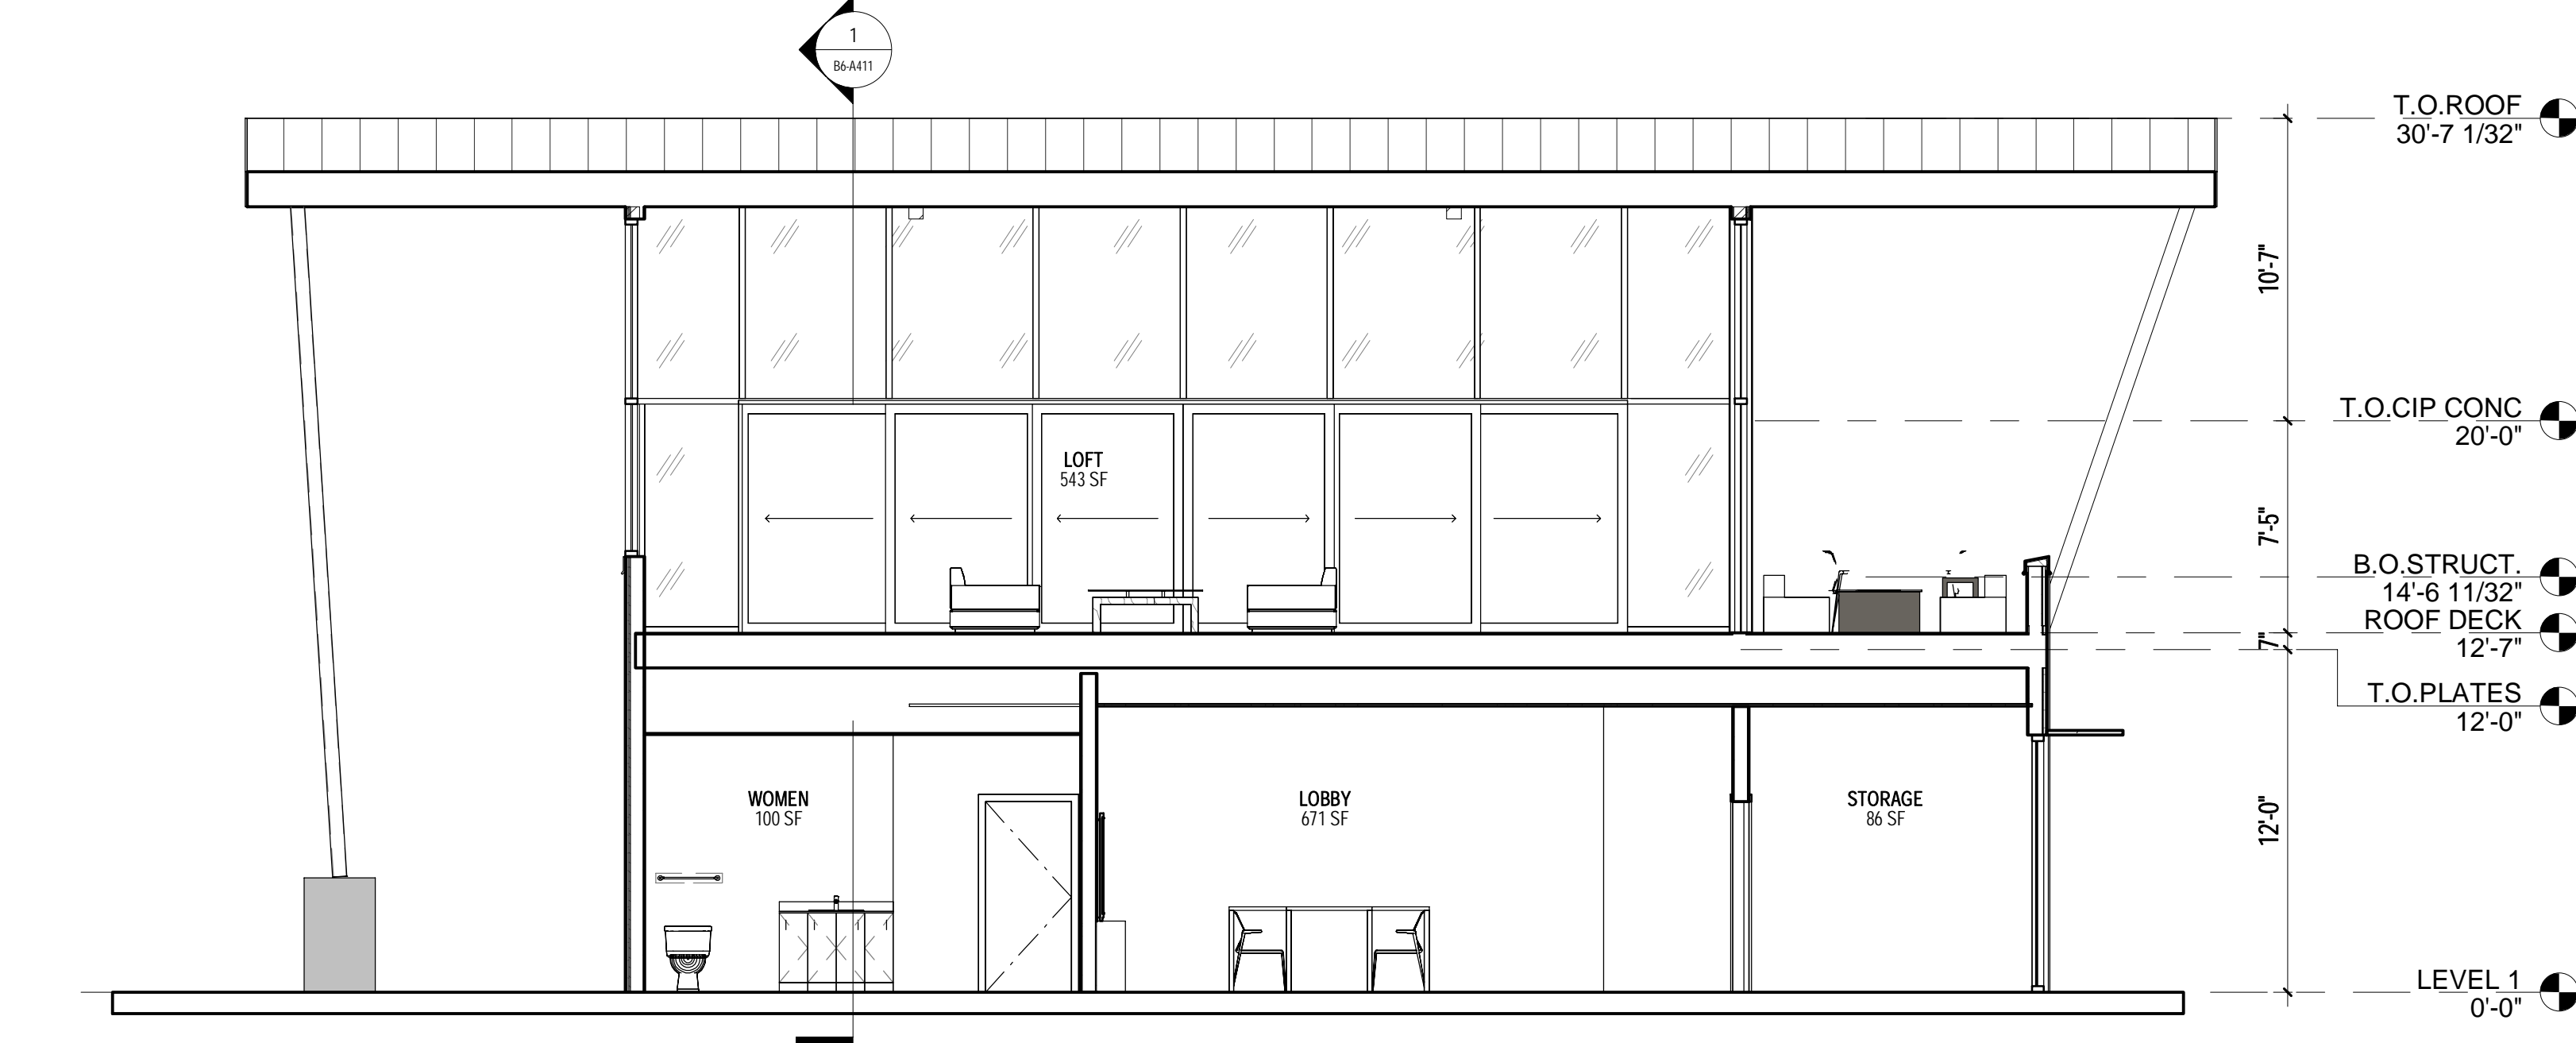 1
B6-A411
T.O.ROOF
30'-7 1/32"
10'-7"
T.O.CIP CONC
20'-0"
LOFT
543 SF
7'-5"
B.O.STRUCT.
14'-6 11/32"
ROOF DECK
12'-7"
7"
T.O.PLATES
12'-0"
WOMEN
100 SF
LOBBY
671 SF
STORAGE
86 SF
12'-0"
LEVEL 1
0'-0"